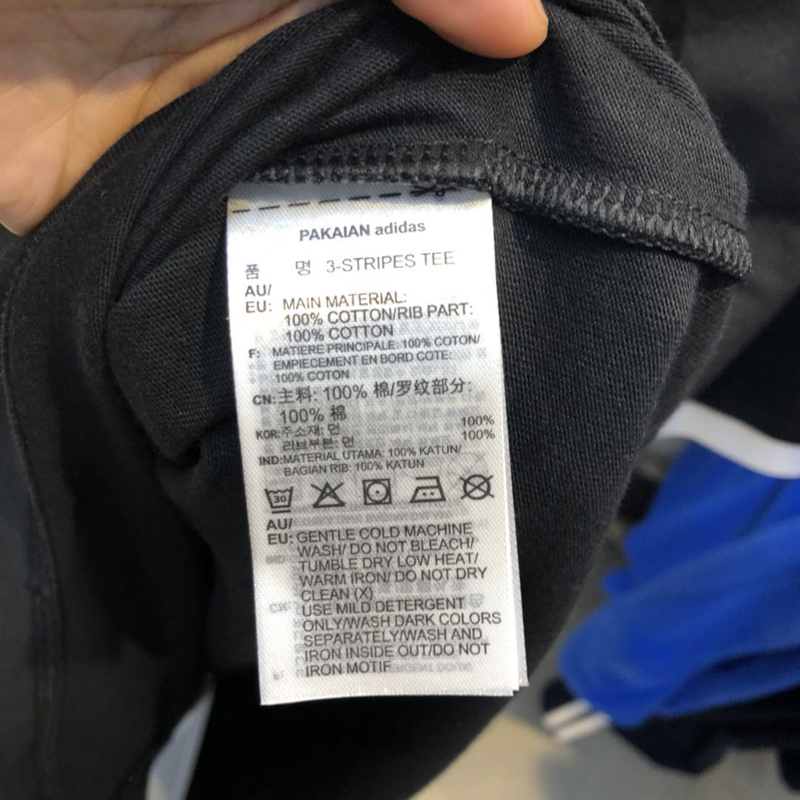 PAKAIAN adidas
품 명 3-STRIPES TEE
AU/
EU: MAIN MATERIAL:
100% COTTON/RIB PART:
100% COTTON
F: MATIÈRE PRINCIPALE: 100% COTON/
EMPIECEMENT EN BORD COTE:
100% COTON
CN: 主料: 100% 棉/罗纹部分:
100% 棉
KOR: 주소재: 면 100%
리브부분: 면 100%
IND: MATERIAL UTAMA: 100% KATUN/
BAGIAN RIB: 100% KATUN
30
AU/
EU: GENTLE COLD MACHINE
WASH/ DO NOT BLEACH/
TUMBLE DRY LOW HEAT/
WARM IRON/ DO NOT DRY
CLEAN (X)
USE MILD DETERGENT
ONLY/WASH DARK COLORS
SEPARATELY/WASH AND
IRON INSIDE OUT/DO NOT
IRON MOTIF